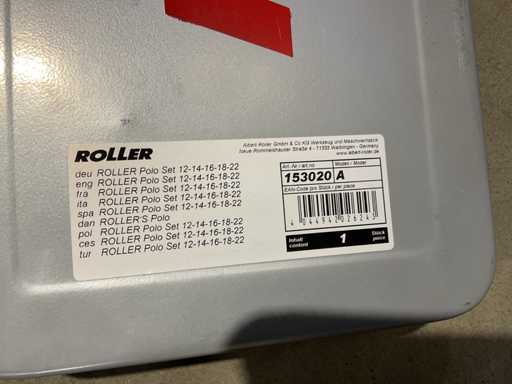 ROLLER
Albert Roller GmbH & Co KG Werkzeug und Maschinenfabrik
Neue Rommelshauser Straße 4 - 71332 Waiblingen - Germany
www.albert-roller.de
deu ROLLER Polo Set 12-14-16-18-22
eng ROLLER Polo Set 12-14-16-18-22
fra ROLLER Polo Set 12-14-16-18-22
ita ROLLER Polo Set 12-14-16-18-22
spa ROLLER Polo Set 12-14-16-18-22
dan ROLLER'S Polo
pol ROLLER Polo Set 12-14-16-18-22
ces ROLLER Polo Set 12-14-16-18-22
tur ROLLER Polo Set 12-14-16-18-22
Art.-Nr / art.no Modell / Model
153020 A
EAN-Code pro Stück / per piece
4 044942 026243
Inhalt 1 Stück
content piece